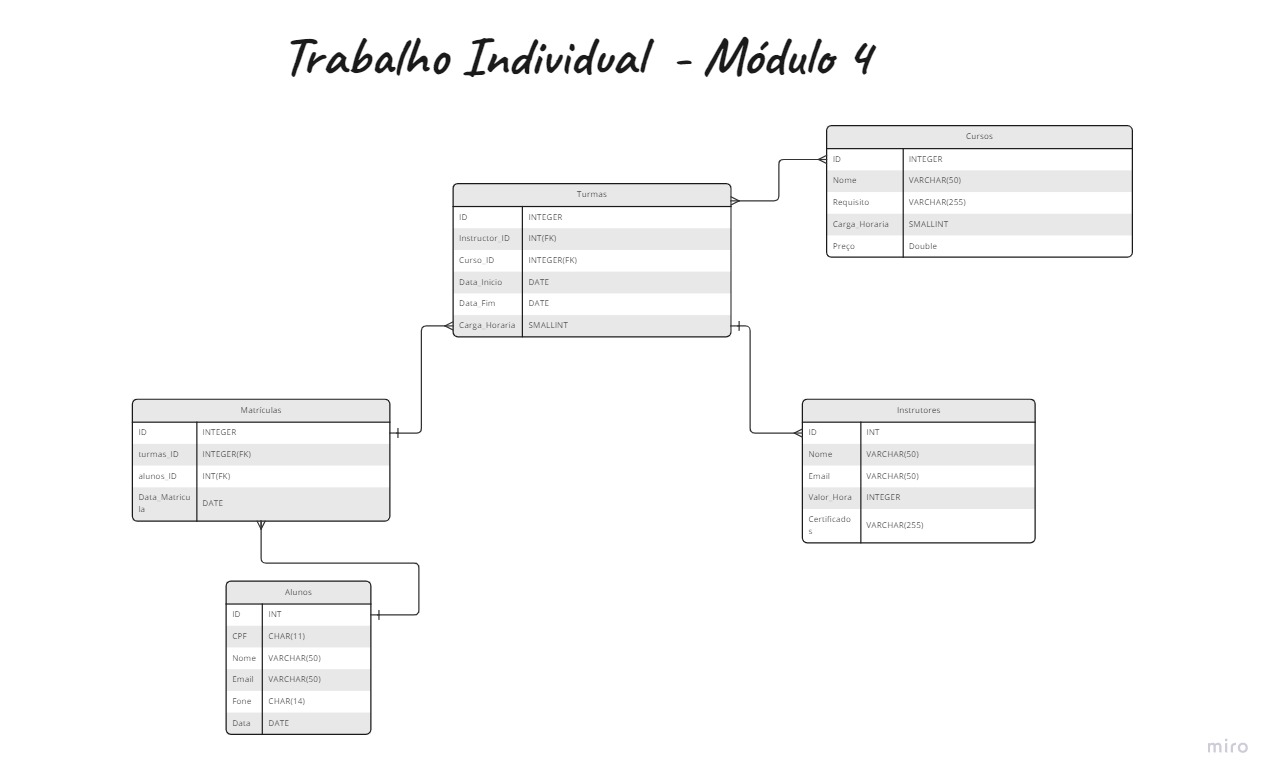 Trabalho Individual - Módulo 4
Cursos
ID INTEGER
Nome VARCHAR(50)
Requisito VARCHAR(255)
Carga_Horaria SMALLINT
Preço Double
Turmas
ID INTEGER
Instructor_ID INT(FK)
Curso_ID INTEGER(FK)
Data_Inicio DATE
Data_Fim DATE
Carga_Horaria SMALLINT
Matrículas
ID INTEGER
turmas_ID INTEGER(FK)
alunos_ID INT(FK)
Data_Matricu
la
DATE
Instrutores
ID INT
Nome VARCHAR(50)
Email VARCHAR(50)
Valor_Hora INTEGER
Certificado
s
VARCHAR(255)
Alunos
ID INT
CPF CHAR(11)
Nome VARCHAR(50)
Email VARCHAR(50)
Fone CHAR(14)
Data DATE
miro